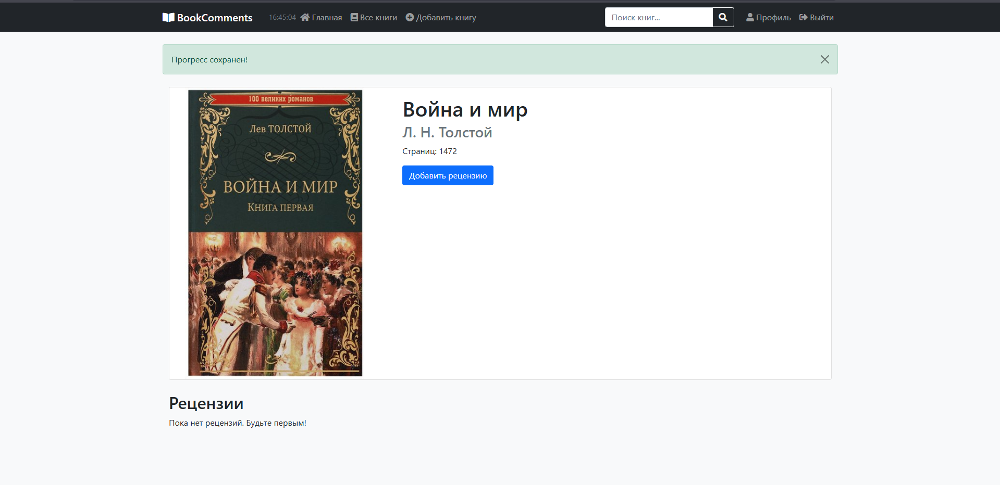 BookComments 16:45:04 Главная Все книги Добавить книгу Поиск книг... Профиль Выйти
Прогресс сохранен!
100 великих романов
Лев ТОЛСТОЙ
ВОЙНА И МИР
КНИГА ПЕРВАЯ
Война и мир
Л. Н. Толстой
Страниц: 1472
Добавить рецензию
Рецензии
Пока нет рецензий. Будьте первым!